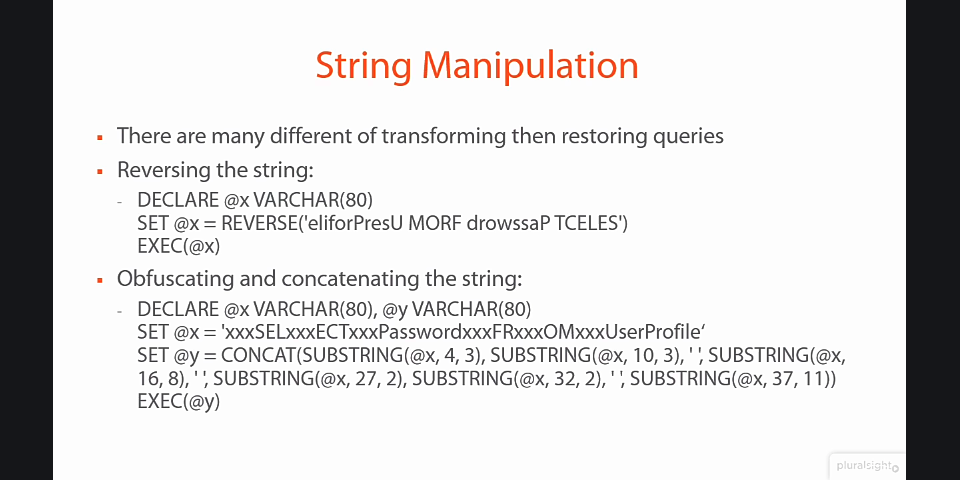 String Manipulation
There are many different of transforming then restoring queries
Reversing the string:
DECLARE @x VARCHAR(80)
SET @x = REVERSE('eliforPresU MORF drowssaP TCELES')
EXEC(@x)
Obfuscating and concatenating the string:
DECLARE @x VARCHAR(80), @y VARCHAR(80)
SET @x = 'xxxSELxxxECTxxxPasswordxxxFRxxxOMxxxUserProfile‘
SET @y = CONCAT(SUBSTRING(@x, 4, 3), SUBSTRING(@x, 10, 3), ' ', SUBSTRING(@x,
16, 8), ' ', SUBSTRING(@x, 27, 2), SUBSTRING(@x, 32, 2), ' ', SUBSTRING(@x, 37, 11))
EXEC(@y)
pluralsight